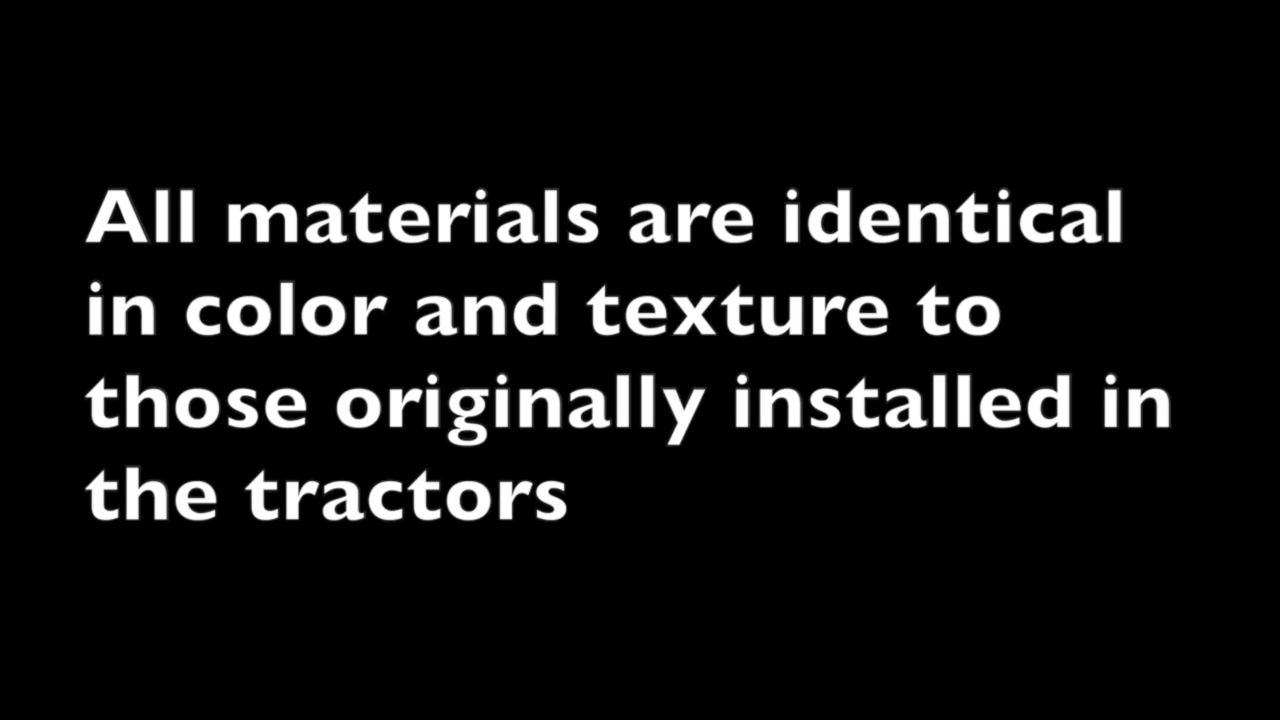 All materials are identical
in color and texture to
those originally installed in
the tractors